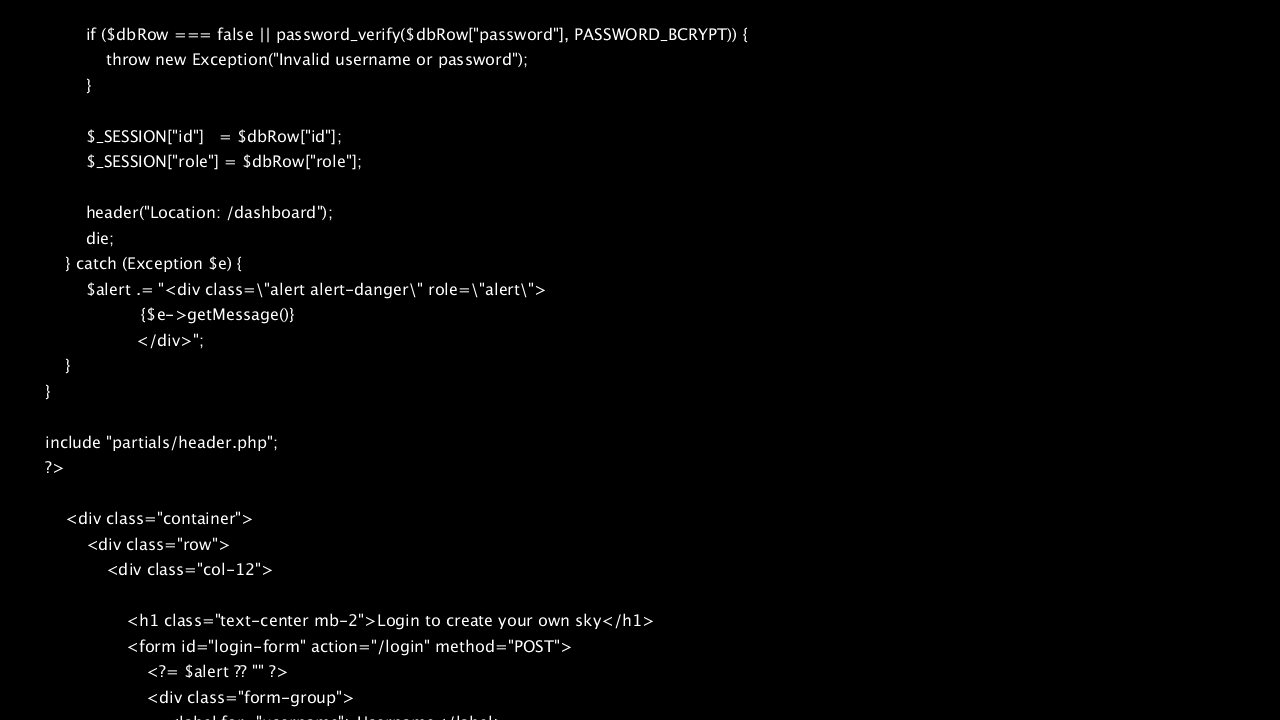 if ($dbRow === false || password_verify($dbRow["password"], PASSWORD_BCRYPT)) {
throw new Exception("Invalid username or password");
}
$_SESSION["id"]   = $dbRow["id"];
$_SESSION["role"] = $dbRow["role"];
header("Location: /dashboard");
die;
} catch (Exception $e) {
$alert .= "<div class=\"alert alert-danger\" role=\"alert\">
{$e->getMessage()}
</div>";
}
}
include "partials/header.php";
?>
<div class="container">
<div class="row">
<div class="col-12">
<h1 class="text-center mb-2">Login to create your own sky</h1>
<form id="login-form" action="/login" method="POST">
<?= $alert ?? "" ?>
<div class="form-group">